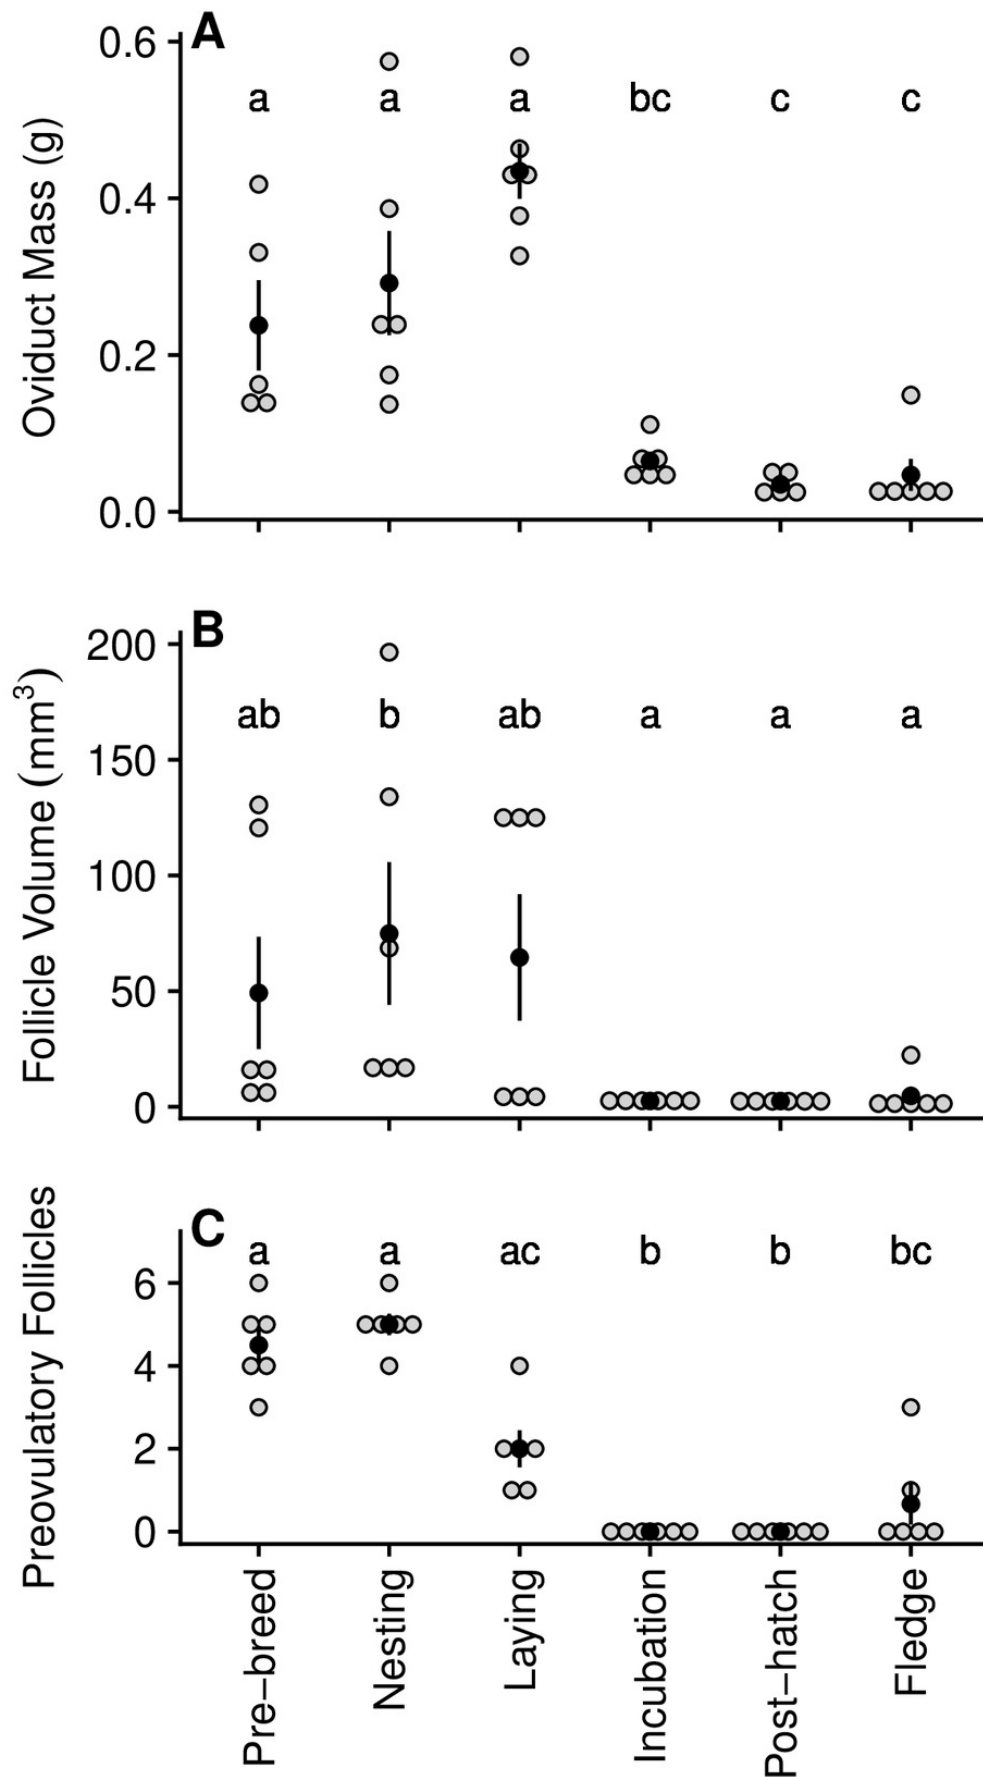 A
Oviduct Mass (g)
0.6
0.4
0.2
0.0
a a a bc c c
B
Follicle Volume (mm³)
200
150
100
50
0
ab b ab a a a
C
Preovulatory Follicles
6
4
2
0
a a ac b b bc
Pre−breed
Nesting
Laying
Incubation
Post−hatch
Fledge